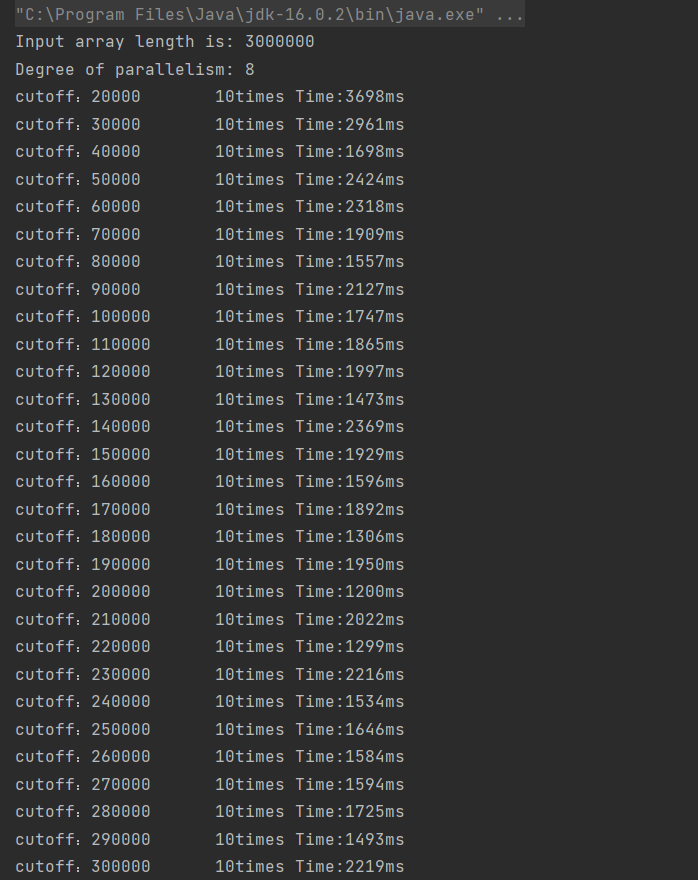 "C:\Program Files\Java\jdk-16.0.2\bin\java.exe" ...
Input array length is: 3000000
Degree of parallelism: 8
cutoff：20000 10times Time:3698ms
cutoff：30000 10times Time:2961ms
cutoff：40000 10times Time:1698ms
cutoff：50000 10times Time:2424ms
cutoff：60000 10times Time:2318ms
cutoff：70000 10times Time:1909ms
cutoff：80000 10times Time:1557ms
cutoff：90000 10times Time:2127ms
cutoff：100000 10times Time:1747ms
cutoff：110000 10times Time:1865ms
cutoff：120000 10times Time:1997ms
cutoff：130000 10times Time:1473ms
cutoff：140000 10times Time:2369ms
cutoff：150000 10times Time:1929ms
cutoff：160000 10times Time:1596ms
cutoff：170000 10times Time:1892ms
cutoff：180000 10times Time:1306ms
cutoff：190000 10times Time:1950ms
cutoff：200000 10times Time:1200ms
cutoff：210000 10times Time:2022ms
cutoff：220000 10times Time:1299ms
cutoff：230000 10times Time:2216ms
cutoff：240000 10times Time:1534ms
cutoff：250000 10times Time:1646ms
cutoff：260000 10times Time:1584ms
cutoff：270000 10times Time:1594ms
cutoff：280000 10times Time:1725ms
cutoff：290000 10times Time:1493ms
cutoff：300000 10times Time:2219ms